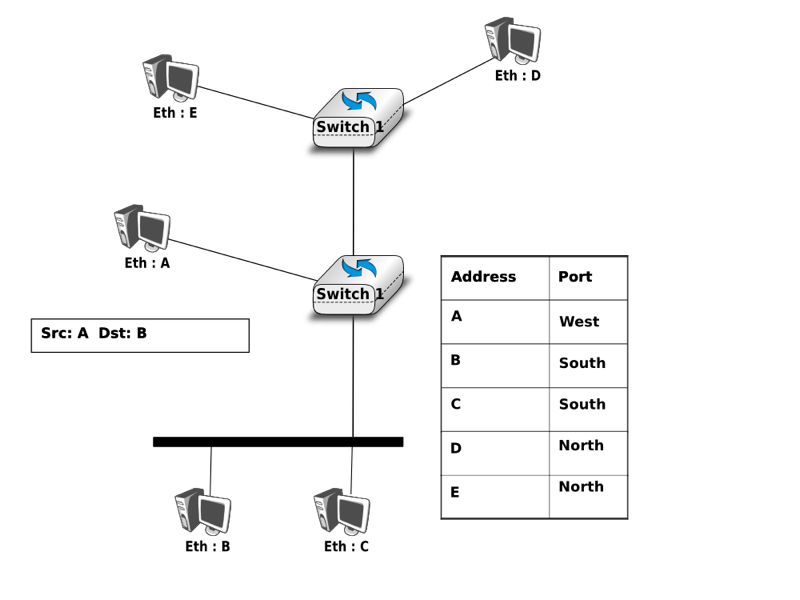 Eth : D
Eth : E
Switch 1
Eth : A
Switch 1
Src: A Dst: B
Address Port
A West
B South
C South
D North
E North
Eth : B
Eth : C